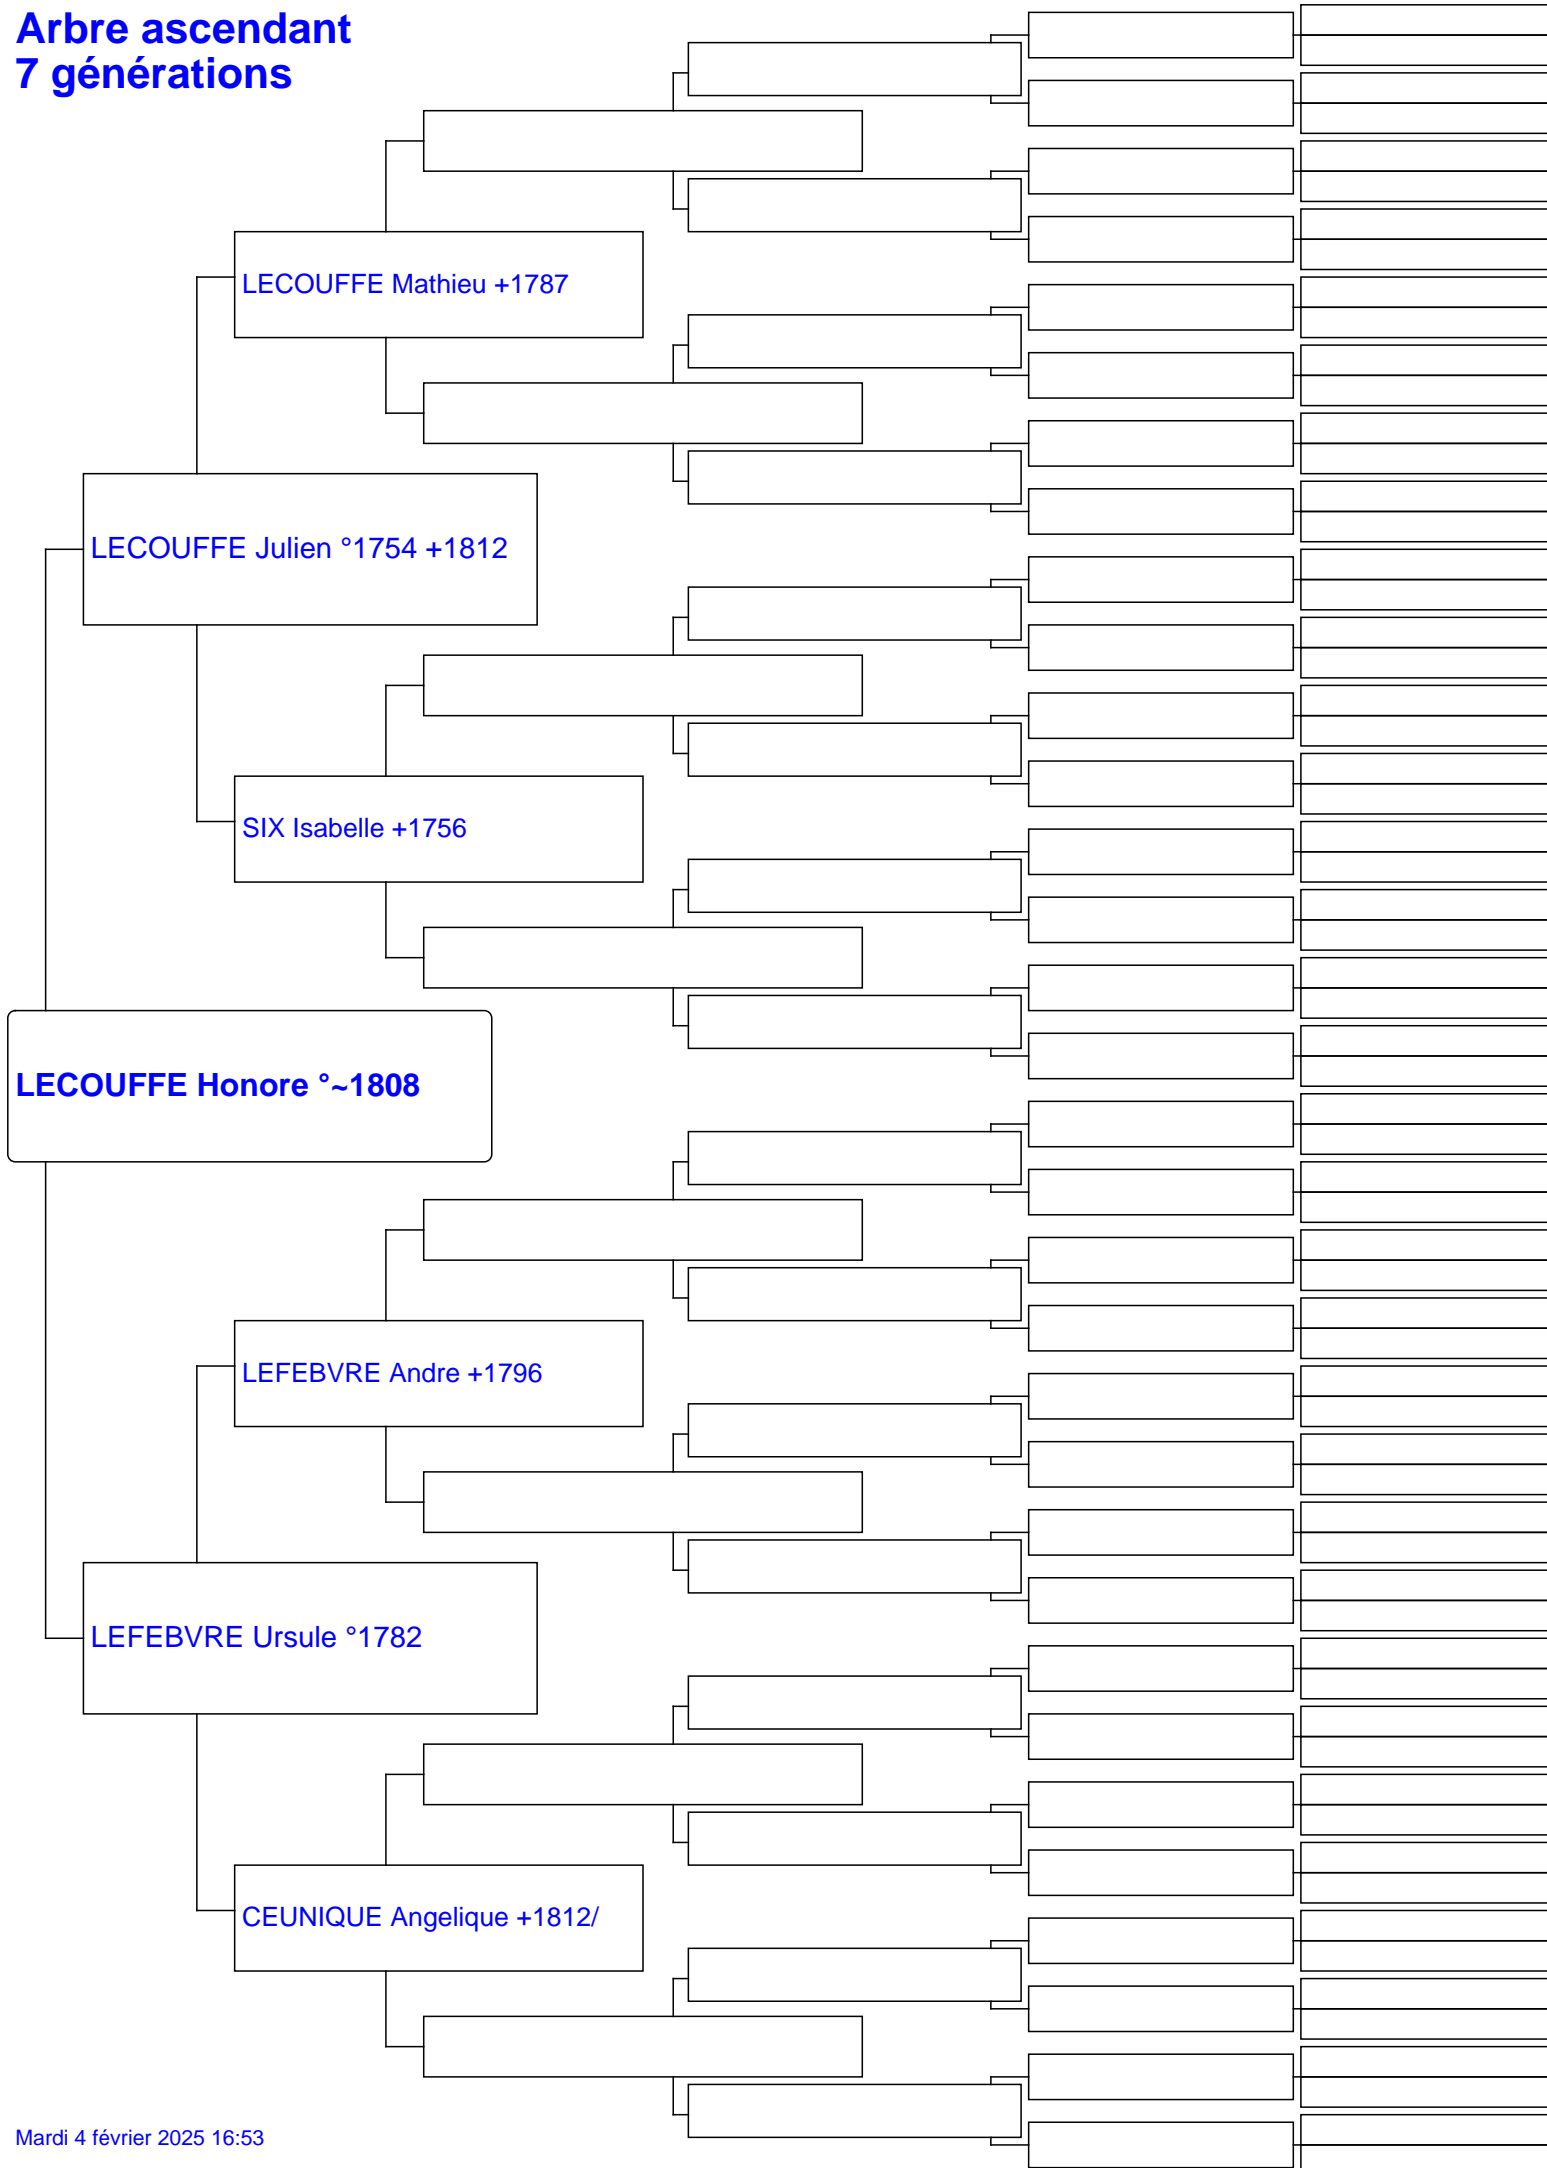 Arbre ascendant
7 générations
LECOUFFE Mathieu +1787
LECOUFFE Julien °1754 +1812
SIX Isabelle +1756
LECOUFFE Honore °~1808
LEFEBVRE Andre +1796
LEFEBVRE Ursule °1782
CEUNIQUE Angelique +1812/
Mardi 4 février 2025 16:53